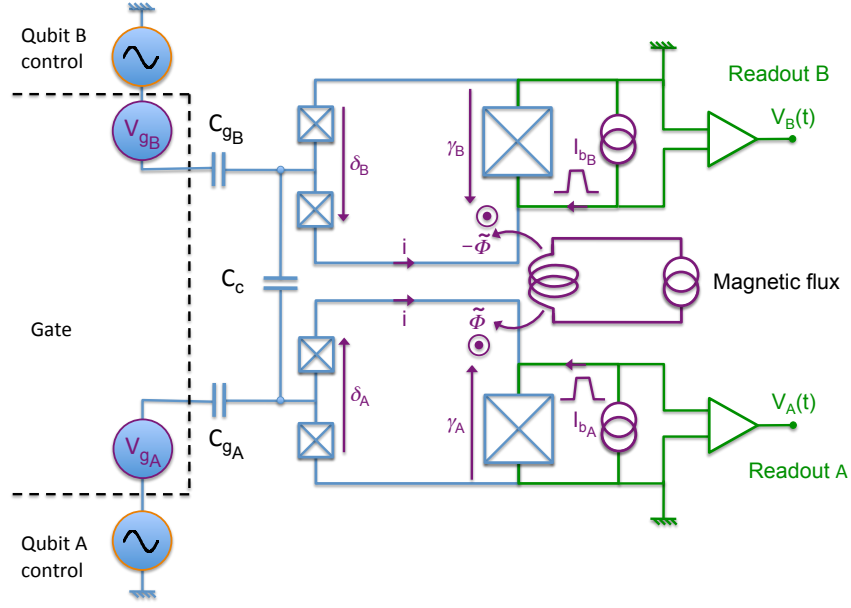 Qubit B
control
Readout B
V_B(t)
V_gB
C_gB
δ_B
γ_B
I_bB
-Φ̃
i
C_c
Magnetic flux
Gate
i
Φ̃
δ_A
γ_A
I_bA
V_A(t)
C_gA
V_gA
Readout A
Qubit A
control